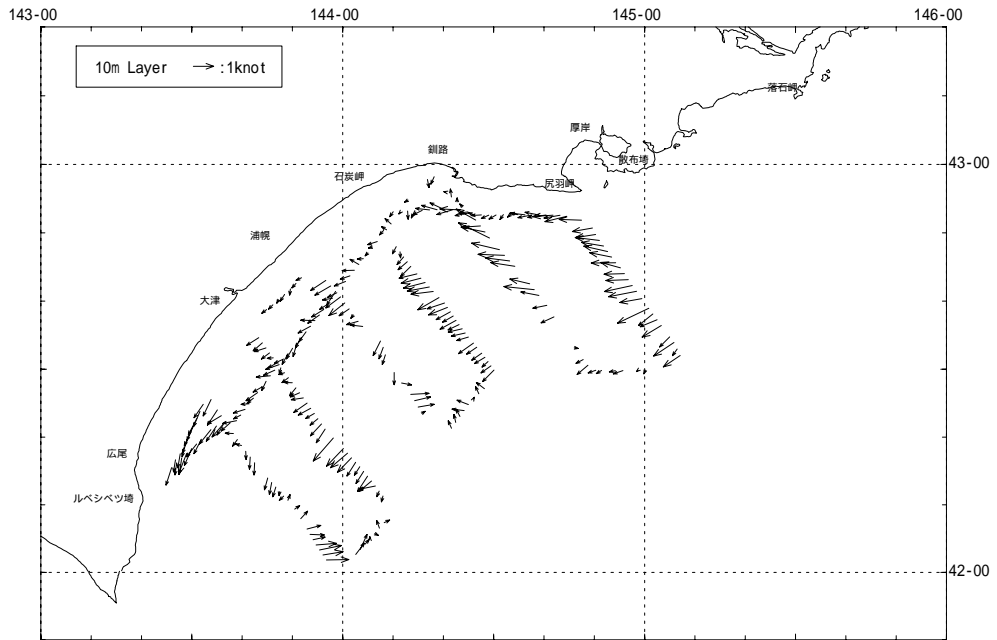 143-00 144-00 145-00 146-00
10m Layer :1knot
落石岬
厚岸
散布埼
釧路
43-00
石炭岬
尻羽岬
浦幌
大津
広尾
ルベシベツ埼
42-00